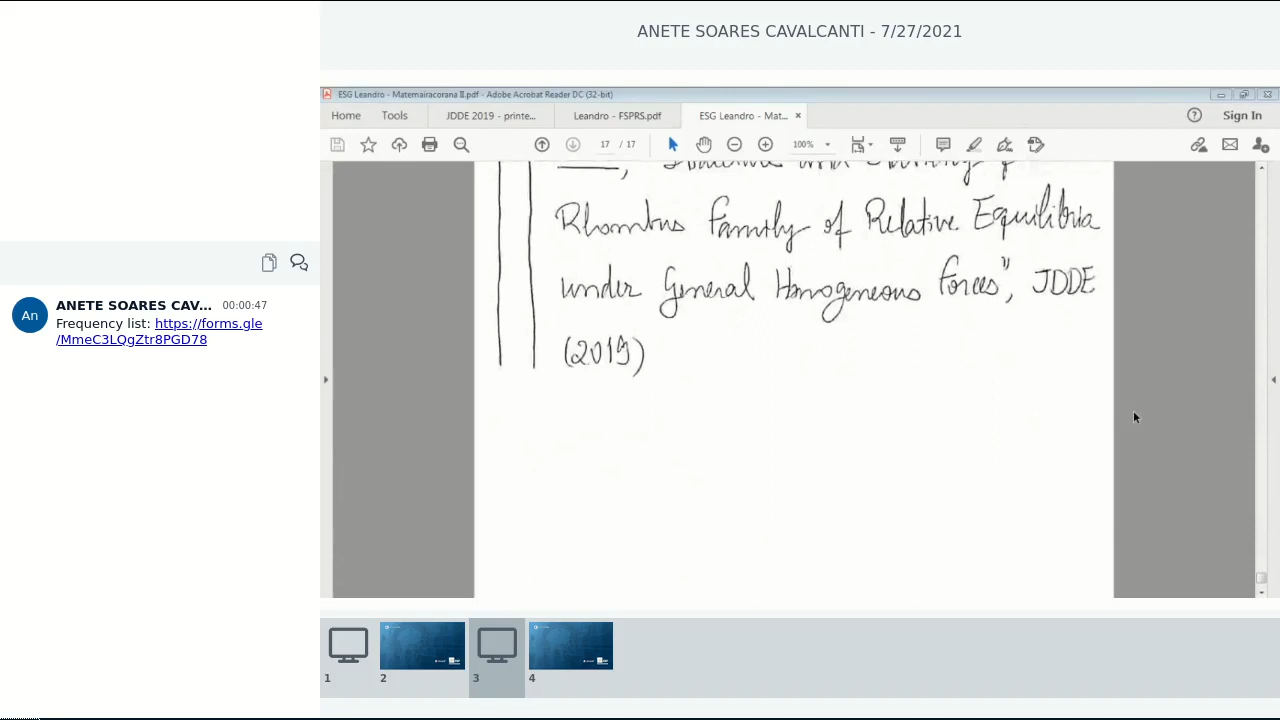 ANETE SOARES CAVALCANTI - 7/27/2021
ESG Leandro - Matemairacorana II.pdf - Adobe Acrobat Reader DC (32-bit)
Home Tools JDDE 2019 - printe... Leandro - FSPRS.pdf ESG Leandro - Mat... ×
Sign In
17 / 17 100%
Rhombus Family of Relative Equilibria
under General Homogeneous Forces", JDDE
(2019)
ANETE SOARES CAV... 00:00:47
Frequency list: https://forms.gle
/MmeC3LQgZtr8PGD78
An
1 2 3 4